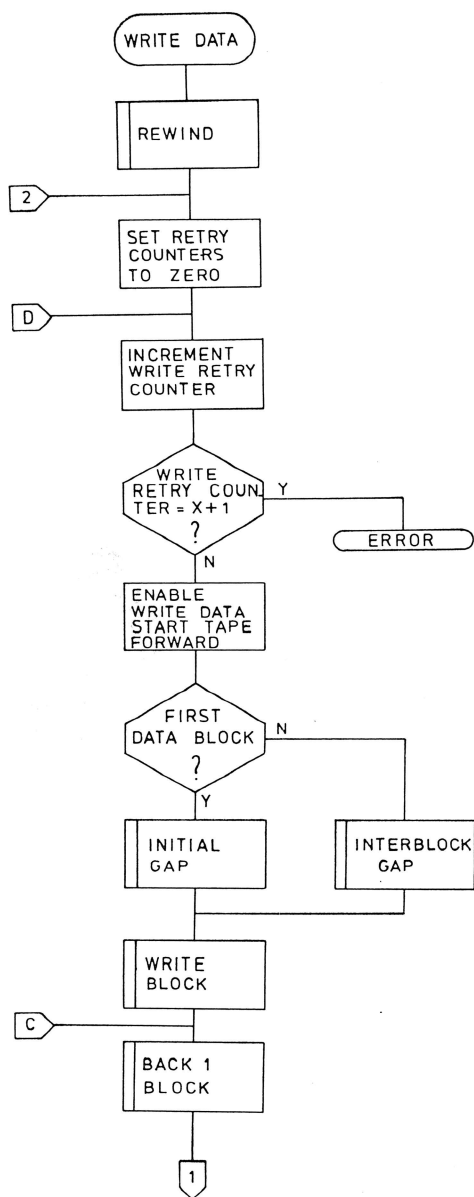 WRITE DATA
REWIND
2
SET RETRY
COUNTERS
TO ZERO
D
INCREMENT
WRITE RETRY
COUNTER
WRITE
RETRY COUN
TER = X+1
?
Y
ERROR
N
ENABLE
WRITE DATA
START TAPE
FORWARD
FIRST
DATA BLOCK
?
N
Y
INITIAL
GAP
INTERBLOCK
GAP
WRITE
BLOCK
C
BACK 1
BLOCK
1